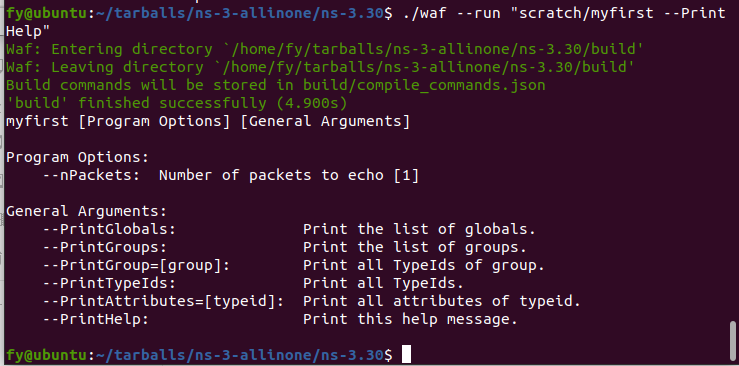 fy@ubuntu:~/tarballs/ns-3-allinone/ns-3.30$ ./waf --run "scratch/myfirst --Print
Help"
Waf: Entering directory `/home/fy/tarballs/ns-3-allinone/ns-3.30/build'
Waf: Leaving directory `/home/fy/tarballs/ns-3-allinone/ns-3.30/build'
Build commands will be stored in build/compile_commands.json
'build' finished successfully (4.900s)
myfirst [Program Options] [General Arguments]
Program Options:
    --nPackets:  Number of packets to echo [1]
General Arguments:
    --PrintGlobals:              Print the list of globals.
    --PrintGroups:               Print the list of groups.
    --PrintGroup=[group]:        Print all TypeIds of group.
    --PrintTypeIds:              Print all TypeIds.
    --PrintAttributes=[typeid]:  Print all attributes of typeid.
    --PrintHelp:                 Print this help message.
fy@ubuntu:~/tarballs/ns-3-allinone/ns-3.30$